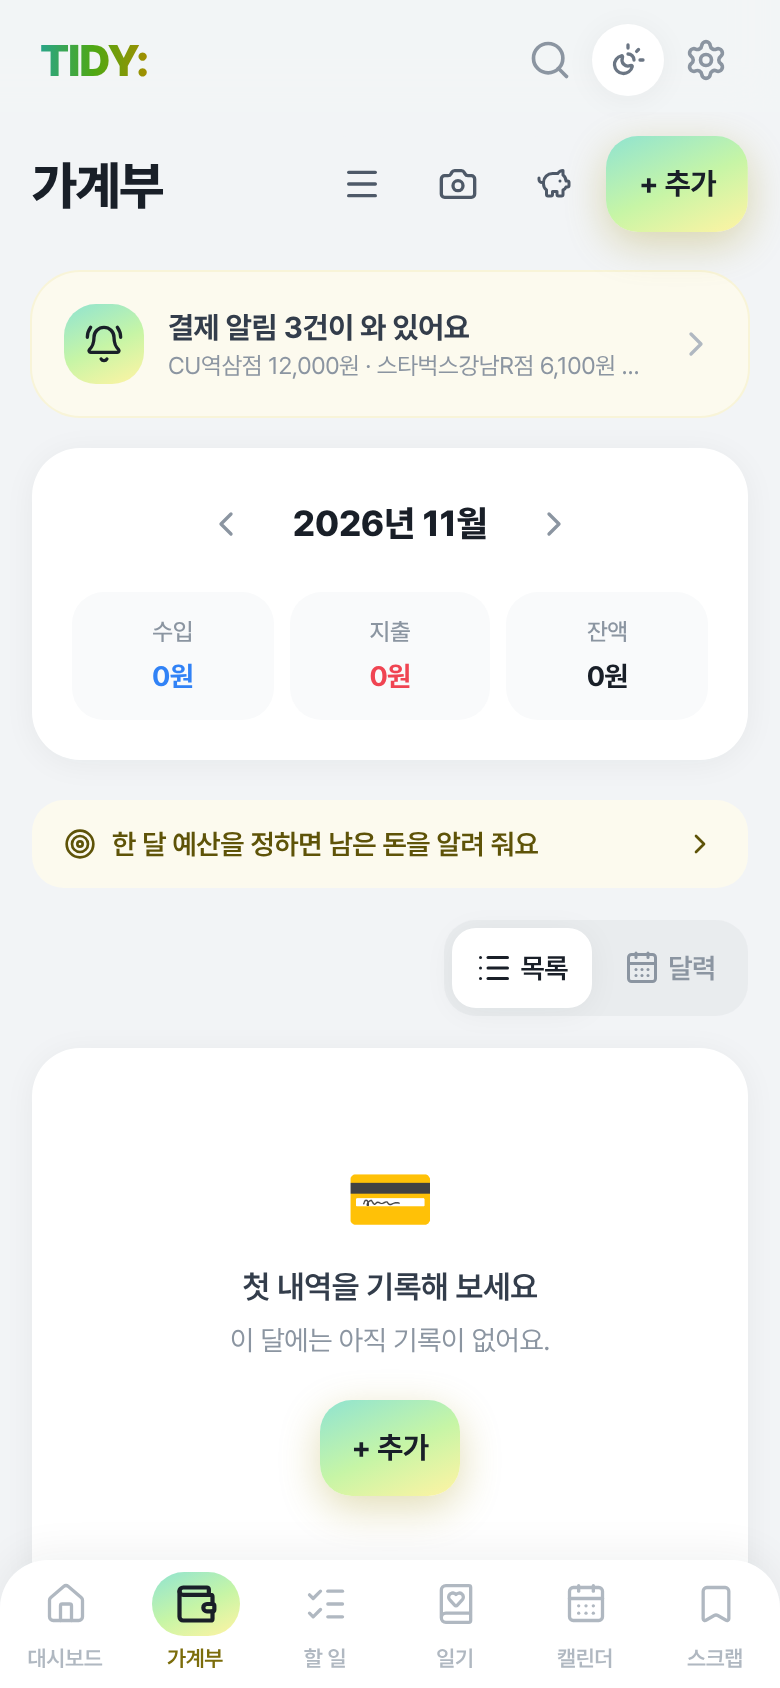 TIDY:
가계부
+ 추가
결제 알림 3건이 와 있어요
CU역삼점 12,000원 · 스타벅스강남R점 6,100원 ...
2026년 11월
수입
0원
지출
0원
잔액
0원
한 달 예산을 정하면 남은 돈을 알려 줘요
목록
달력
첫 내역을 기록해 보세요
이 달에는 아직 기록이 없어요.
+ 추가
대시보드
가계부
할 일
일기
캘린더
스크랩